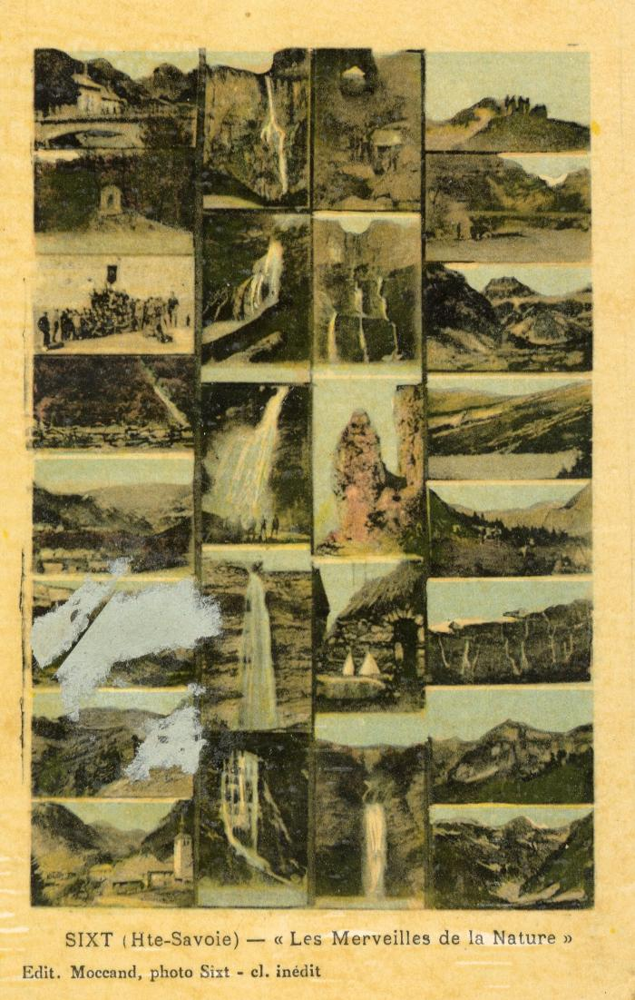 SIXT (Hte-Savoie) — « Les Merveilles de la Nature »
Edit. Moccand, photo Sixt - cl. inédit